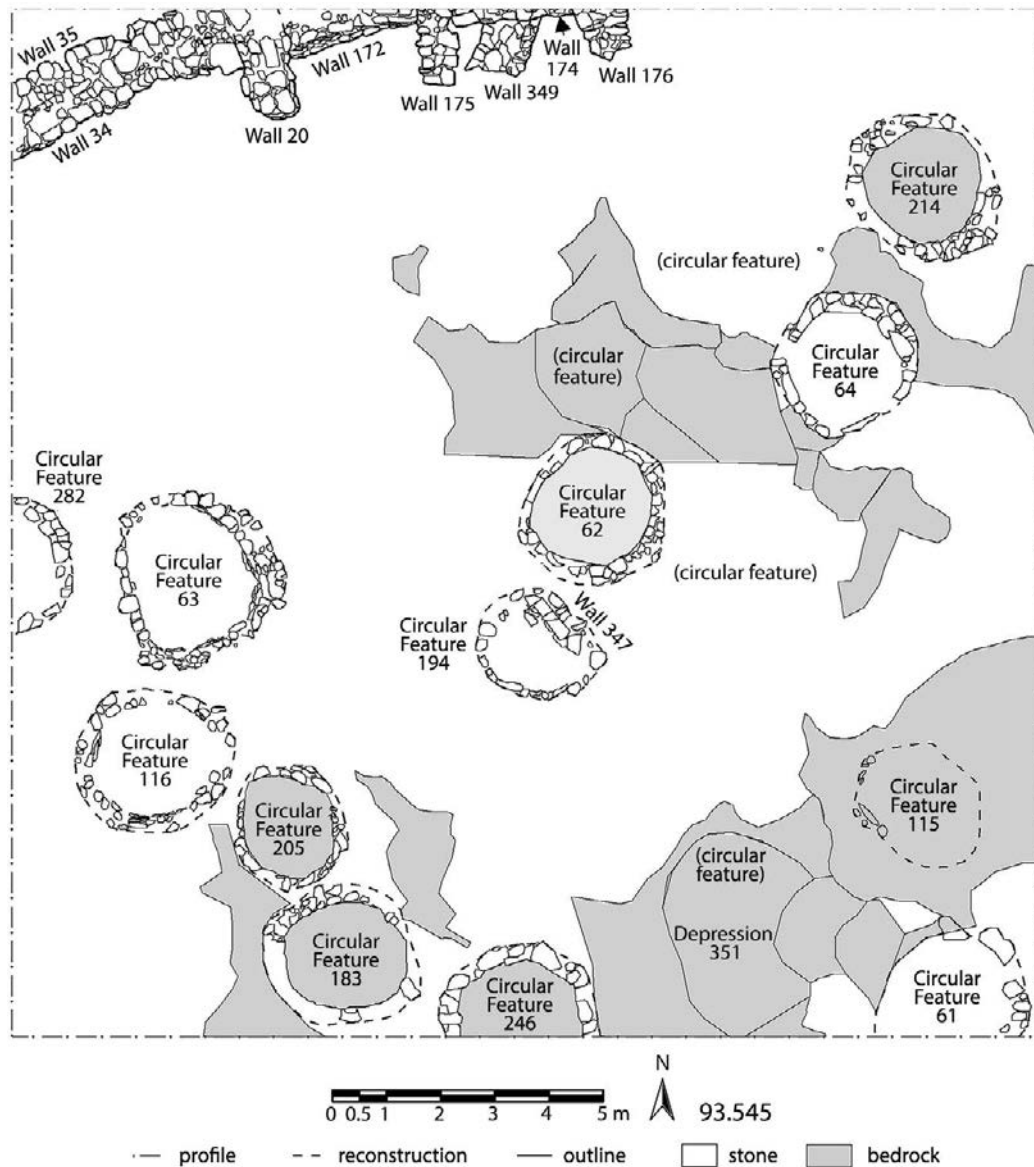 Wall 35
Wall 34
Wall 20
Wall 172
Wall 175
Wall 349
Wall
174
Wall 176
Circular
Feature
214
(circular feature)
(circular
feature)
Circular
Feature
64
Circular
Feature
282
Circular
Feature
63
Circular
Feature
62
(circular feature)
Wall 347
Circular
Feature
194
Circular
Feature
116
Circular
Feature
205
Circular
Feature
115
(circular
feature)
Depression
351
Circular
Feature
183
Circular
Feature
246
Circular
Feature
61
N
0 0.5 1 2 3 4 5 m
93.545
profile reconstruction outline stone bedrock